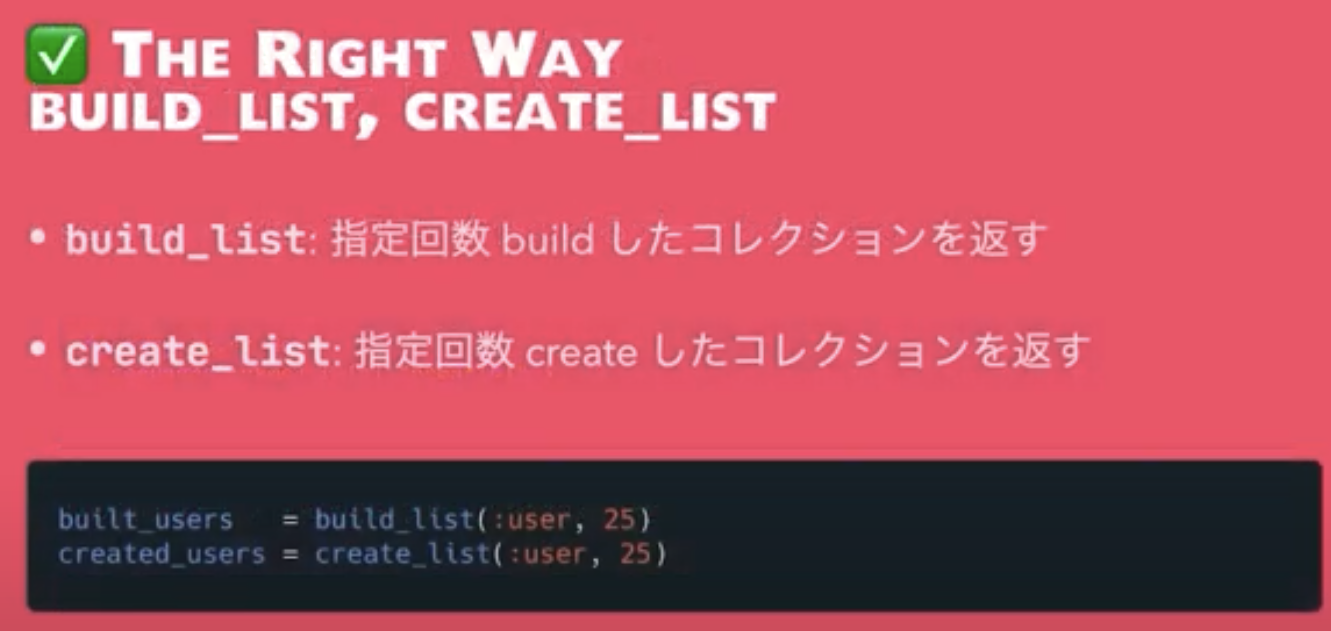 ✅ THE RIGHT WAY
BUILD_LIST, CREATE_LIST
• build_list: 指定回数 build したコレクションを返す
• create_list: 指定回数 create したコレクションを返す
built_users   = build_list(:user, 25)
created_users = create_list(:user, 25)